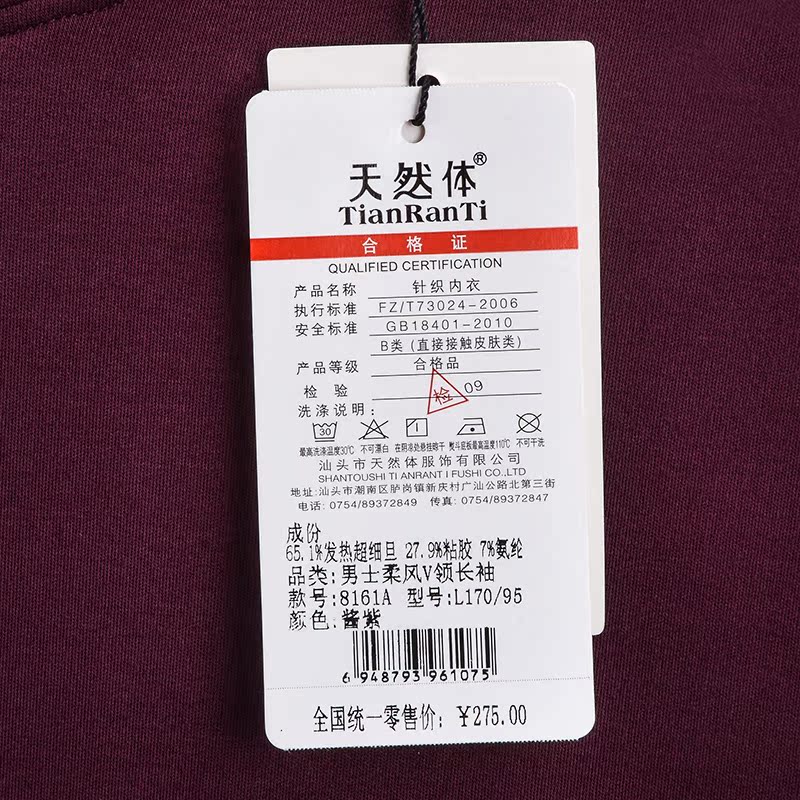 天然体®
TianRanTi
合格证
QUALIFIED CERTIFICATION
产品名称 针织内衣
执行标准 FZ/T73024-2006
安全标准 GB18401-2010
B类(直接接触皮肤类)
产品等级 合格品
检 验 检 09
洗涤说明:
30
最高洗涤温度30℃ 不可漂白 在阴凉处悬挂晾干 熨斗底板最高温度110℃ 不可干洗
汕头市天然体服饰有限公司
SHANTOUSHI TIANRANTI FUSHI CO.,LTD
地址:汕头市潮南区胪岗镇新庆村广汕公路北第三街
电话: 0754/89372849 传真: 0754/89372847
成份
65.1%发热超细旦 27.9%粘胶 7%氨纶
品类:男士柔风V领长袖
款号:8161A 型号:L170/95
颜色:酱紫
6 948793 961075
全国统一零售价: ¥275.00